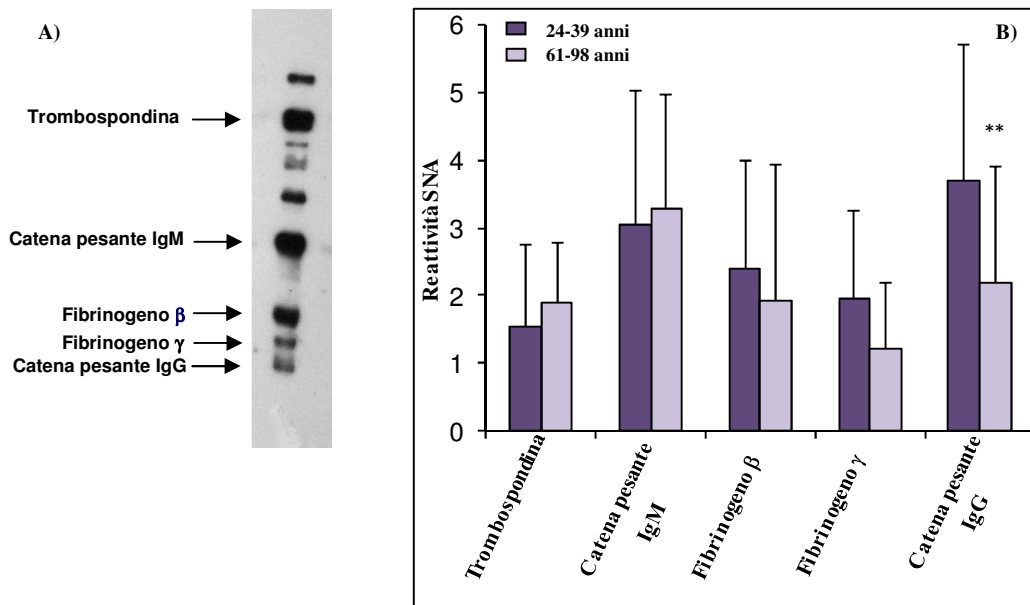 A)
Trombospondina
Catena pesante IgM
Fibrinogeno β
Fibrinogeno γ
Catena pesante IgG
B)
24-39 anni
61-98 anni
Reattività SNA
6
5
4
3
2
1
0
**
Trombospondina
Catena pesante
IgM
Fibrinogeno β
Fibrinogeno γ
Catena pesante
IgG